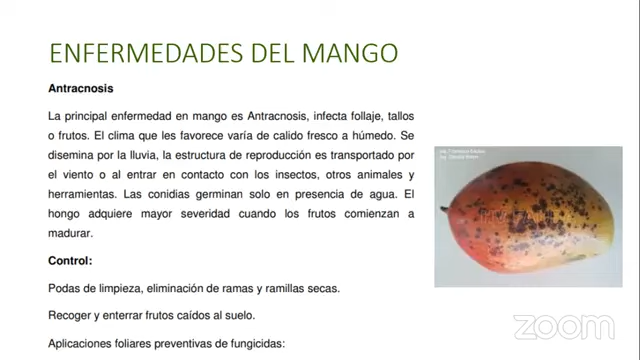 ENFERMEDADES DEL MANGO
Antracnosis
La principal enfermedad en mango es Antracnosis, infecta follaje, tallos
o frutos. El clima que les favorece varía de calido fresco a húmedo. Se
disemina por la lluvia, la estructura de reproducción es transportado por
el viento o al entrar en contacto con los insectos, otros animales y
herramientas. Las conidias germinan solo en presencia de agua. El
hongo adquiere mayor severidad cuando los frutos comienzan a
madurar.
Control:
Podas de limpieza, eliminación de ramas y ramillas secas.
Recoger y enterrar frutos caídos al suelo.
Aplicaciones foliares preventivas de fungicidas:
zoom